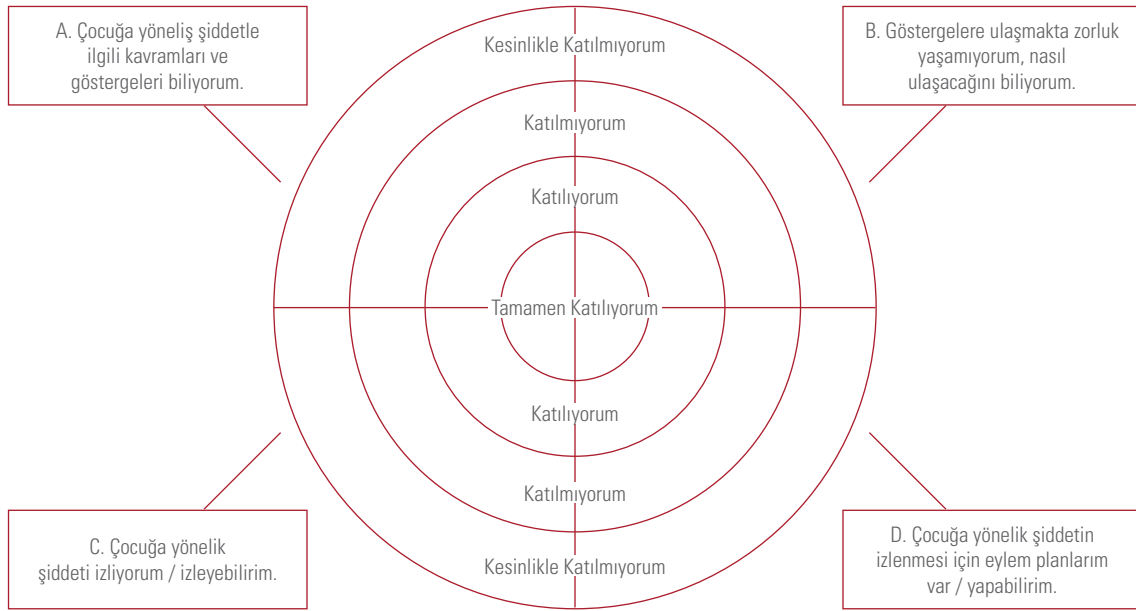 A. Çocuğa yöneliş şiddetle
ilgili kavramları ve
göstergeleri biliyorum.
B. Göstergelere ulaşmakta zorluk
yaşamıyorum, nasıl
ulaşacağını biliyorum.
Kesinlikle Katılmıyorum
Katılmıyorum
Katılıyorum
Tamamen Katılıyorum
Katılıyorum
Katılmıyorum
Kesinlikle Katılmıyorum
C. Çocuğa yönelik
şiddeti izliyorum / izleyebilirim.
D. Çocuğa yönelik şiddetin
izlenmesi için eylem planlarım
var / yapabilirim.